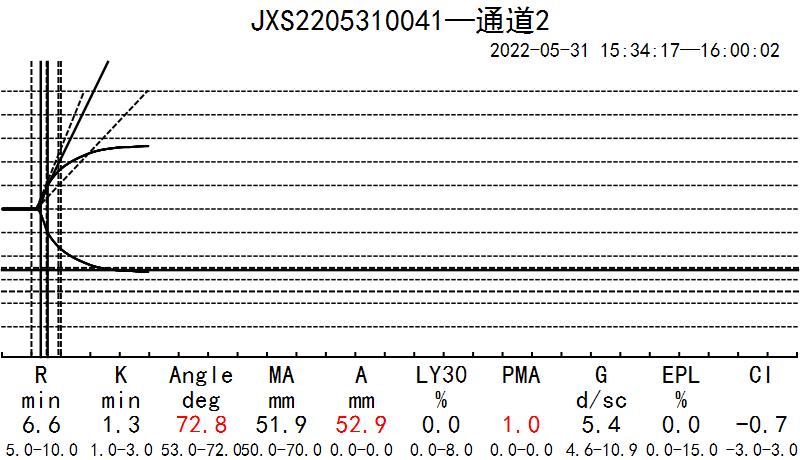 JXS2205310041—通道2
2022-05-31 15:34:17—16:00:02
R K Angle MA A LY30 PMA G EPL CI
min min deg mm mm % d/sc %
6.6 1.3 72.8 51.9 52.9 0.0 1.0 5.4 0.0 -0.7
5.0-10.0 1.0-3.0 53.0-72.0 50.0-70.0 0.0-0.0 0.0-8.0 0.0-0.0 4.6-10.9 0.0-15.0 -3.0-3.0